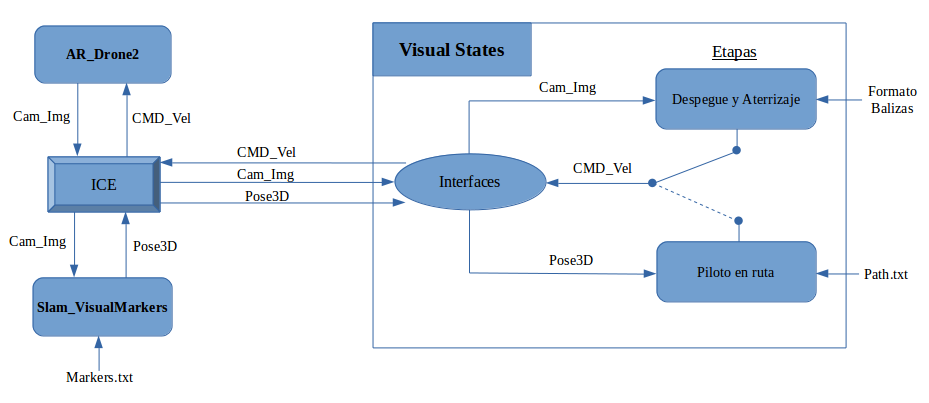 AR_Drone2
Cam_Img
CMD_Vel
ICE
Cam_Img
Pose3D
Slam_VisualMarkers
Markers.txt
CMD_Vel
Cam_Img
Pose3D
Visual States
Etapas
Cam_Img
Despegue y Aterrizaje
Formato
Balizas
Interfaces
CMD_Vel
Pose3D
Piloto en ruta
Path.txt